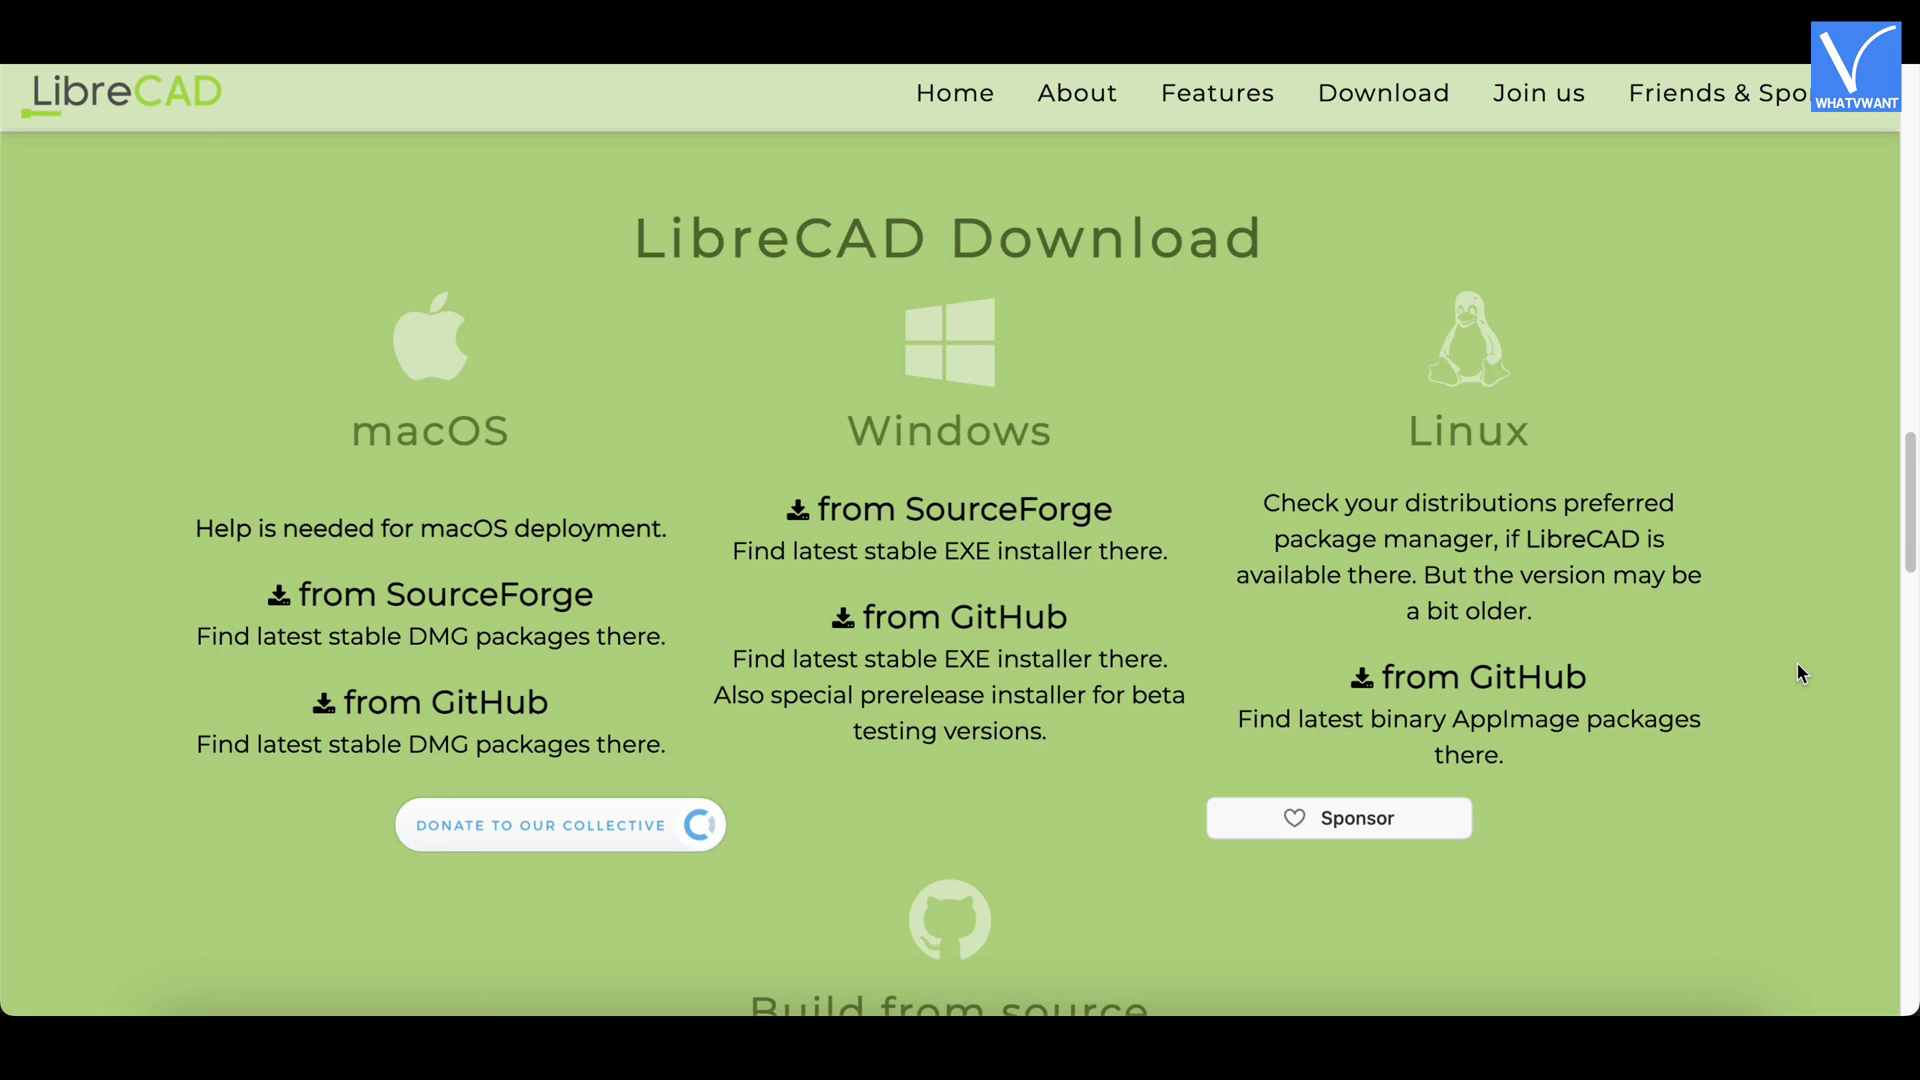 LibreCAD
Home About Features Download Join us Friends & Spo
WHATVWANT
LibreCAD Download
macOS
Help is needed for macOS deployment.
from SourceForge
Find latest stable DMG packages there.
from GitHub
Find latest stable DMG packages there.
Windows
from SourceForge
Find latest stable EXE installer there.
from GitHub
Find latest stable EXE installer there.
Also special prerelease installer for beta
testing versions.
Linux
Check your distributions preferred
package manager, if LibreCAD is
available there. But the version may be
a bit older.
from GitHub
Find latest binary AppImage packages
there.
DONATE TO OUR COLLECTIVE
Sponsor
Build from source